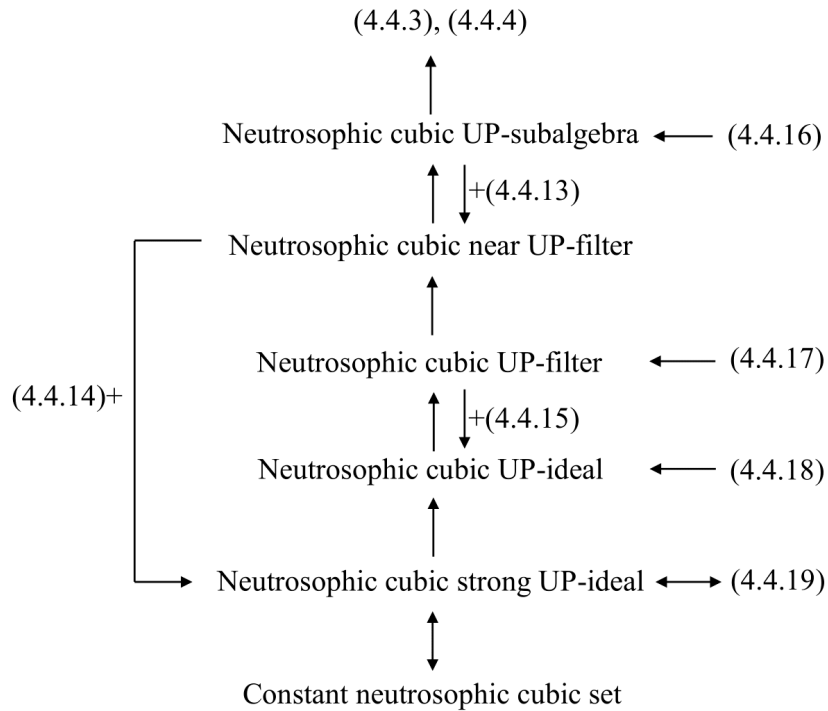 (4.4.3), (4.4.4)
Neutrosophic cubic UP-subalgebra
(4.4.16)
+(4.4.13)
Neutrosophic cubic near UP-filter
Neutrosophic cubic UP-filter
(4.4.17)
(4.4.14)+
+(4.4.15)
Neutrosophic cubic UP-ideal
(4.4.18)
Neutrosophic cubic strong UP-ideal
(4.4.19)
Constant neutrosophic cubic set